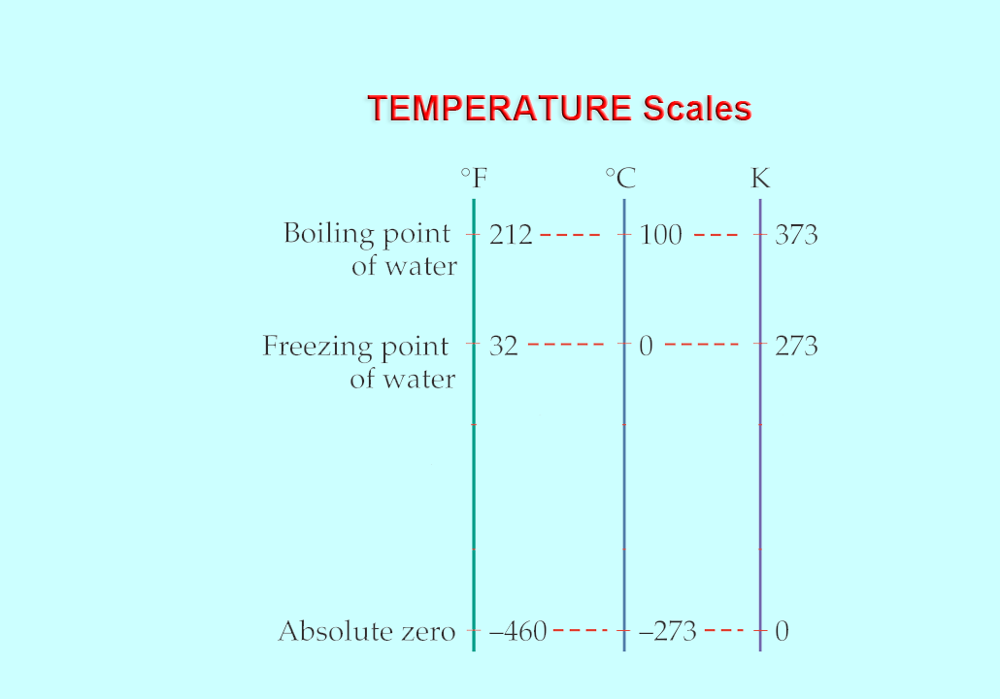 TEMPERATURE Scales
°F °C K
Boiling point
of water
212 100 373
Freezing point
of water
32 0 273
Absolute zero –460 –273 0